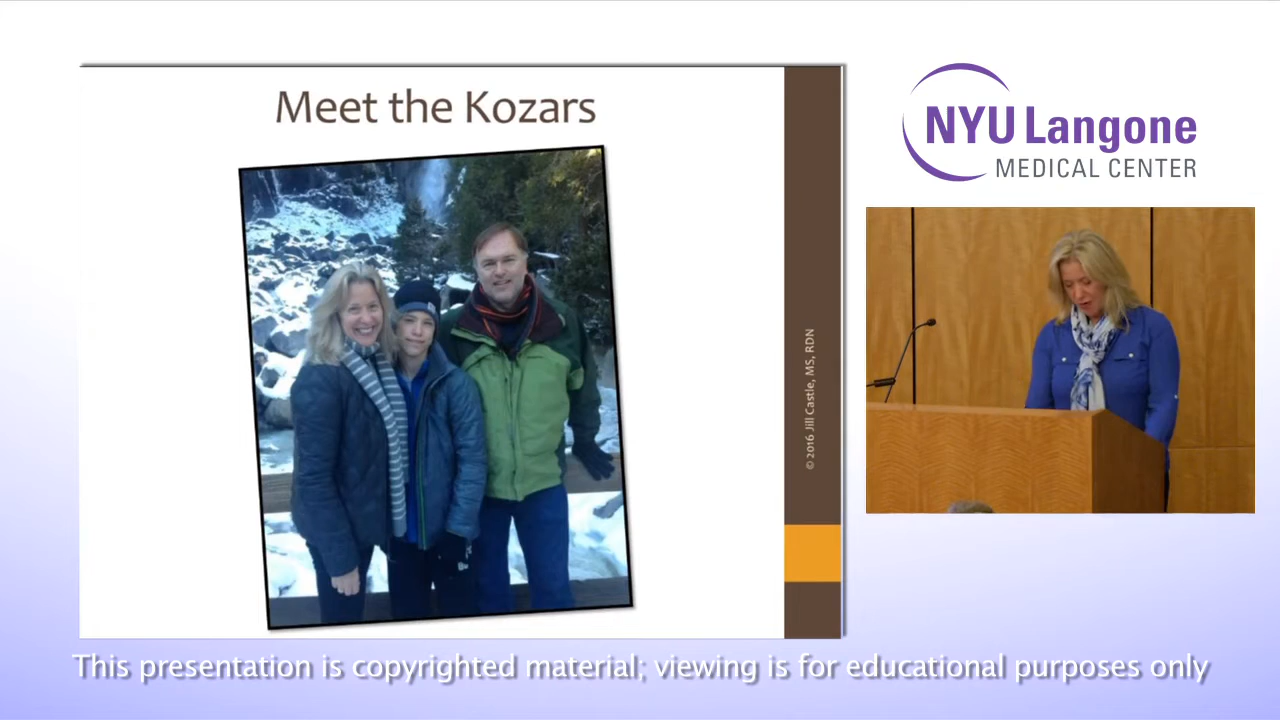 Meet the Kozars
© 2016 Jill Castle, MS, RDN
NYU Langone
MEDICAL CENTER
This presentation is copyrighted material; viewing is for educational purposes only